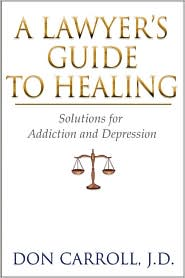 A LAWYER'S
GUIDE TO HEALING
Solutions for
Addiction and Depression
DON CARROLL, J.D.